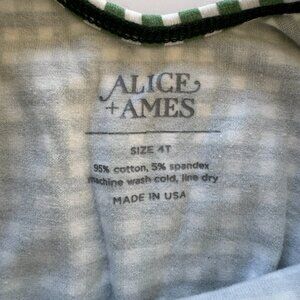 ALICE
+AMES
SIZE 4T
95% cotton, 5% spandex
machine wash cold, line dry
MADE IN USA